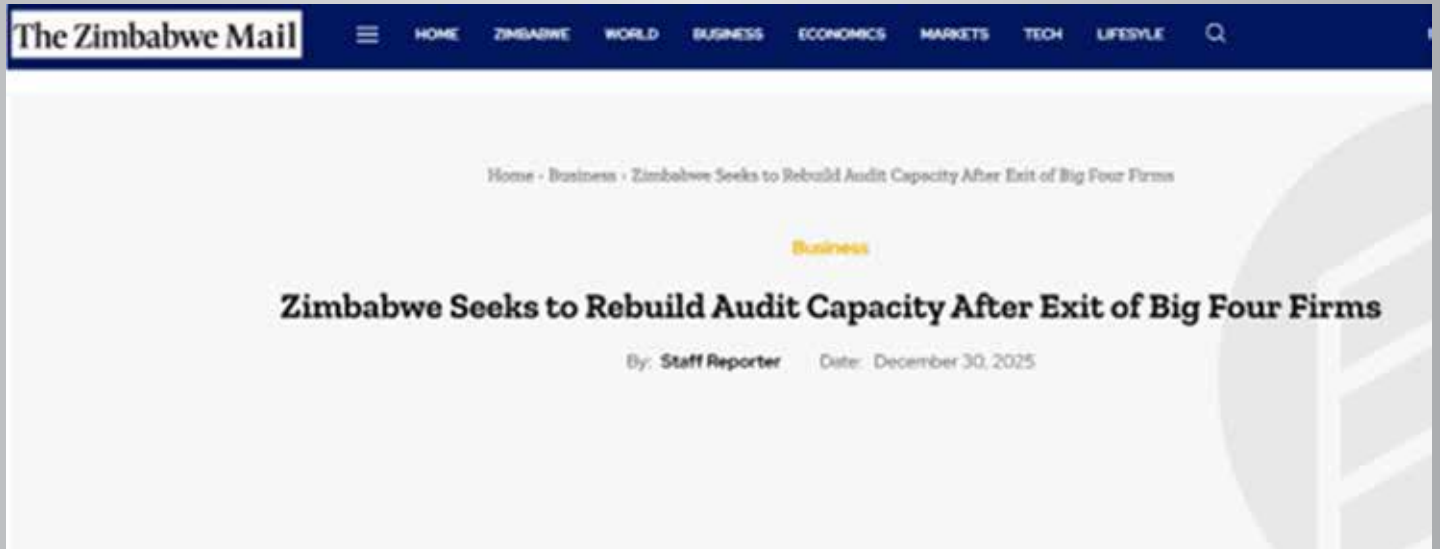 The Zimbabwe Mail
HOME ZIMBABWE WORLD BUSINESS ECONOMICS MARKETS TECH LIFESYLE
Home › Business › Zimbabwe Seeks to Rebuild Audit Capacity After Exit of Big Four Firms
Business
Zimbabwe Seeks to Rebuild Audit Capacity After Exit of Big Four Firms
By: Staff Reporter Date: December 30, 2025